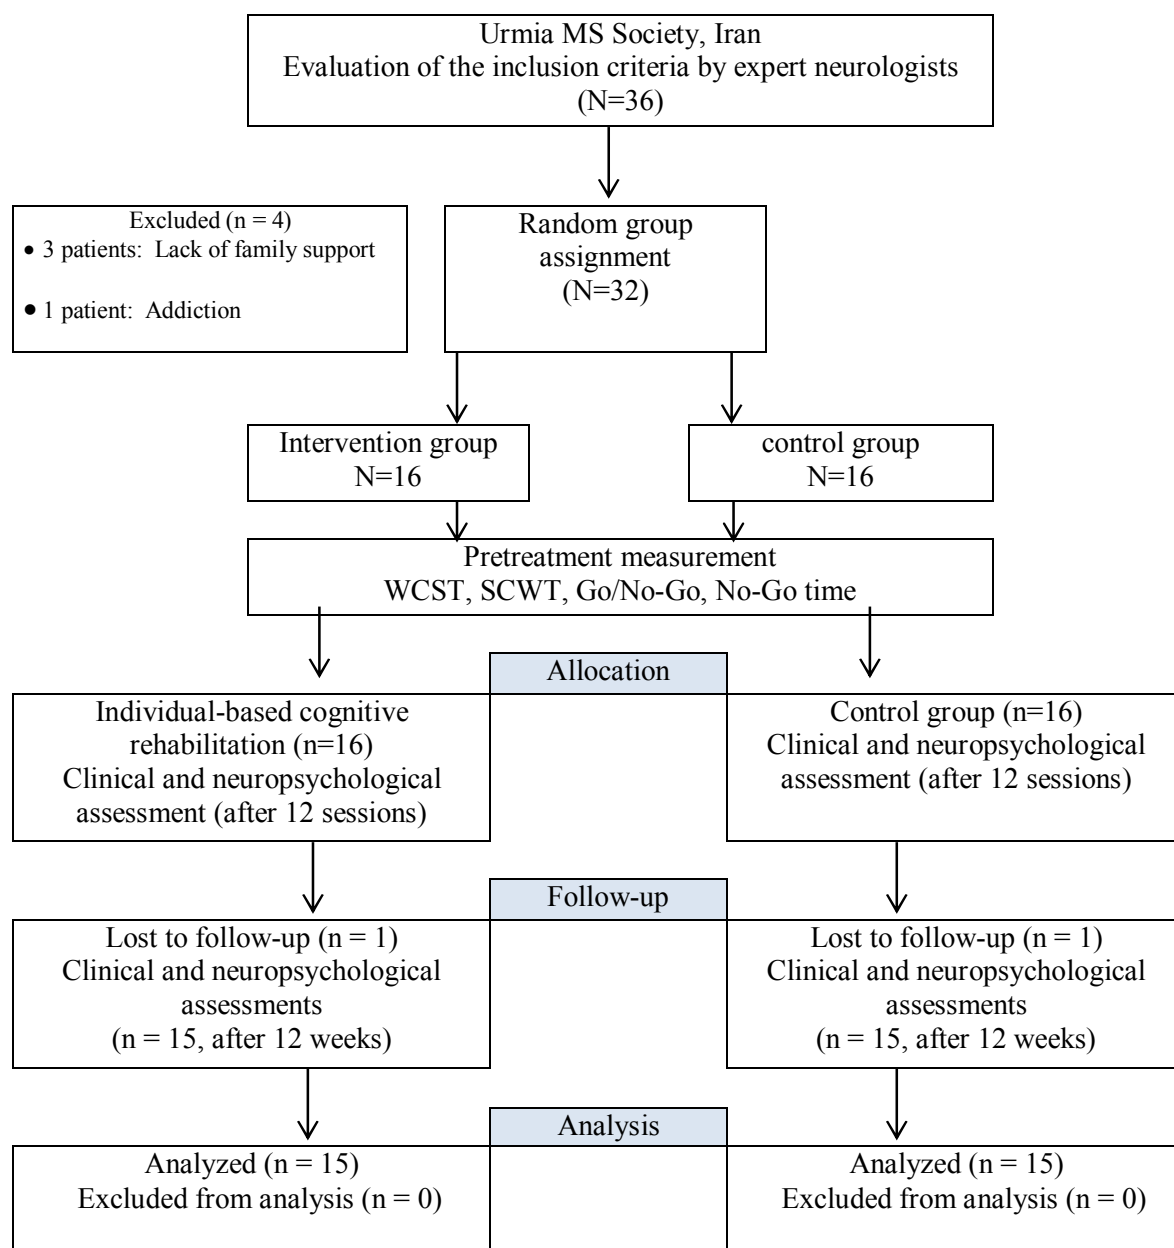 Urmia MS Society, Iran
Evaluation of the inclusion criteria by expert neurologists
(N=36)
Excluded (n = 4)
• 3 patients: Lack of family support
• 1 patient: Addiction
Random group
assignment
(N=32)
Intervention group
N=16
control group
N=16
Pretreatment measurement
WCST, SCWT, Go/No-Go, No-Go time
Allocation
Individual-based cognitive
rehabilitation (n=16)
Clinical and neuropsychological
assessment (after 12 sessions)
Control group (n=16)
Clinical and neuropsychological
assessment (after 12 sessions)
Follow-up
Lost to follow-up (n = 1)
Clinical and neuropsychological
assessments
(n = 15, after 12 weeks)
Lost to follow-up (n = 1)
Clinical and neuropsychological
assessments
(n = 15, after 12 weeks)
Analysis
Analyzed (n = 15)
Excluded from analysis (n = 0)
Analyzed (n = 15)
Excluded from analysis (n = 0)